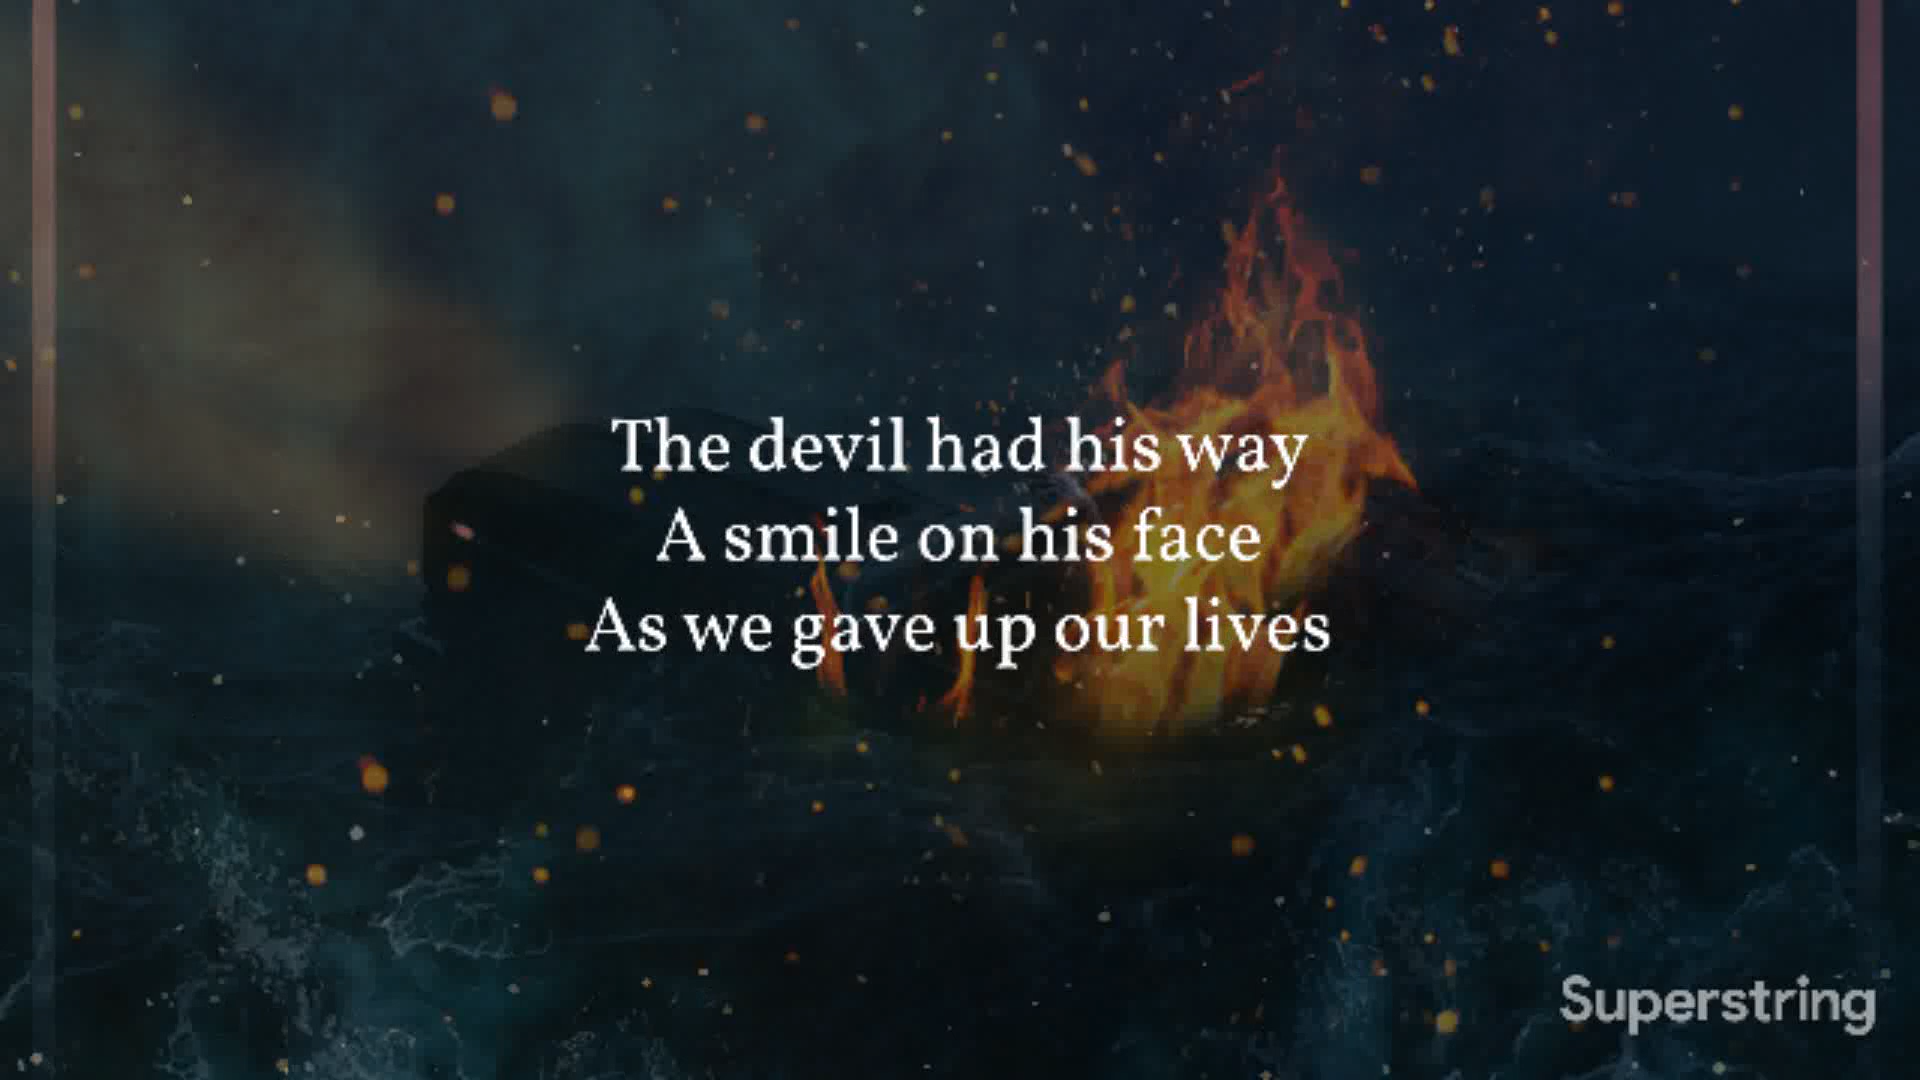 The devil had his way
A smile on his face
As we gave up our lives
Superstring